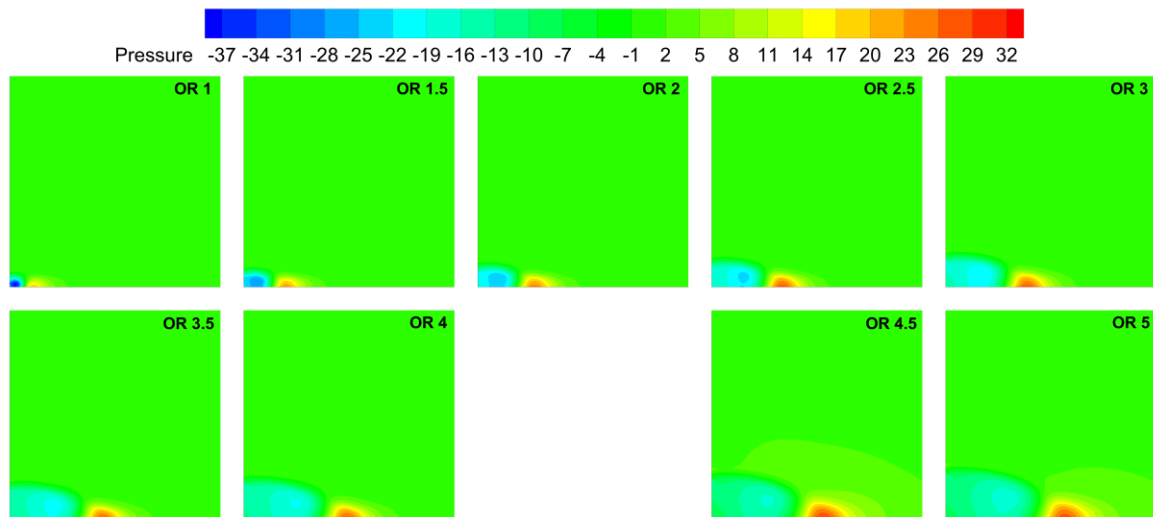 Pressure -37 -34 -31 -28 -25 -22 -19 -16 -13 -10 -7 -4 -1 2 5 8 11 14 17 20 23 26 29 32
OR 1 OR 1.5 OR 2 OR 2.5 OR 3
OR 3.5 OR 4 OR 4.5 OR 5